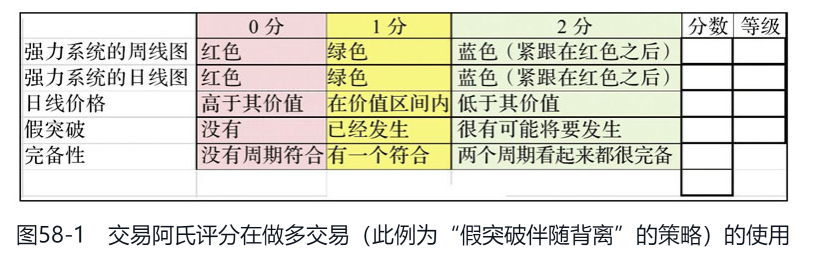 0分 1分 2分 分数 等级
强力系统的周线图 红色 绿色 蓝色（紧跟在红色之后）
强力系统的日线图 红色 绿色 蓝色（紧跟在红色之后）
日线价格 高于其价值 在价值区间内 低于其价值
假突破 没有 已经发生 很有可能将要发生
完备性 没有周期符合 有一个符合 两个周期看起来都很完备
图58-1 交易阿氏评分在做多交易（此例为“假突破伴随背离”的策略）的使用